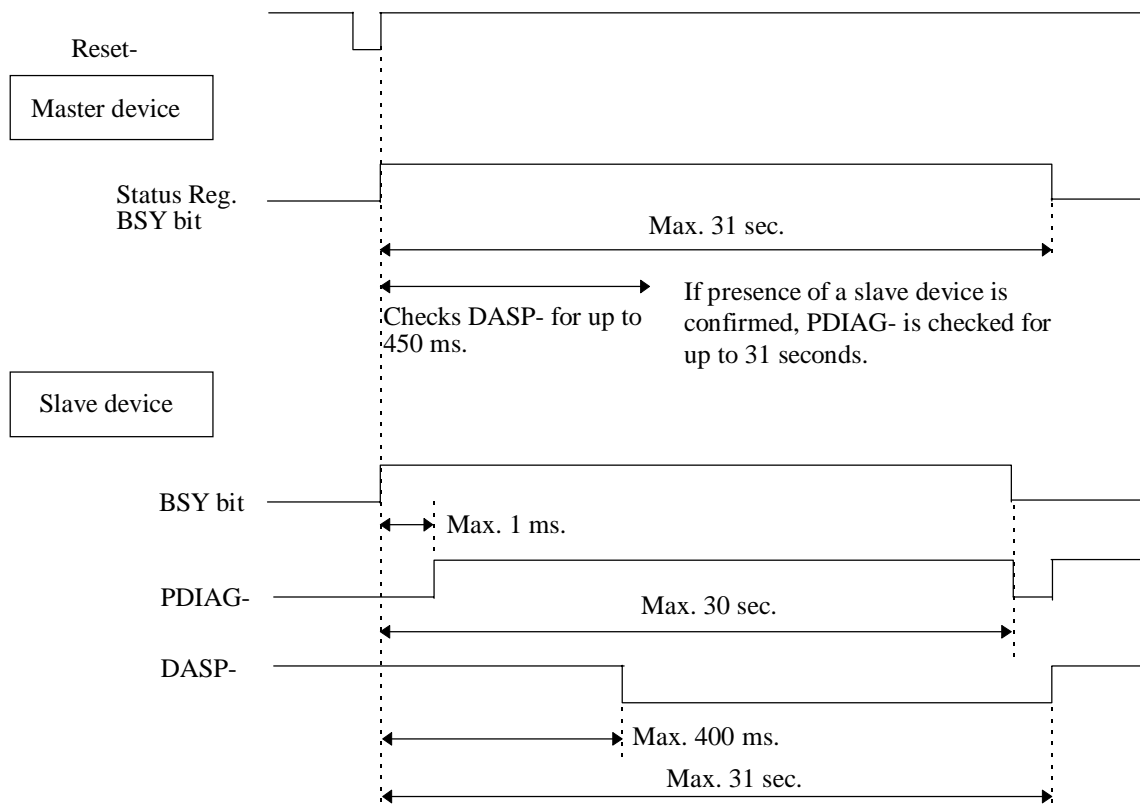 Reset-
Master device
Status Reg.
BSY bit
Max. 31 sec.
Checks DASP- for up to
450 ms.
If presence of a slave device is
confirmed, PDIAG- is checked for
up to 31 seconds.
Slave device
BSY bit
Max. 1 ms.
PDIAG-
Max. 30 sec.
DASP-
Max. 400 ms.
Max. 31 sec.